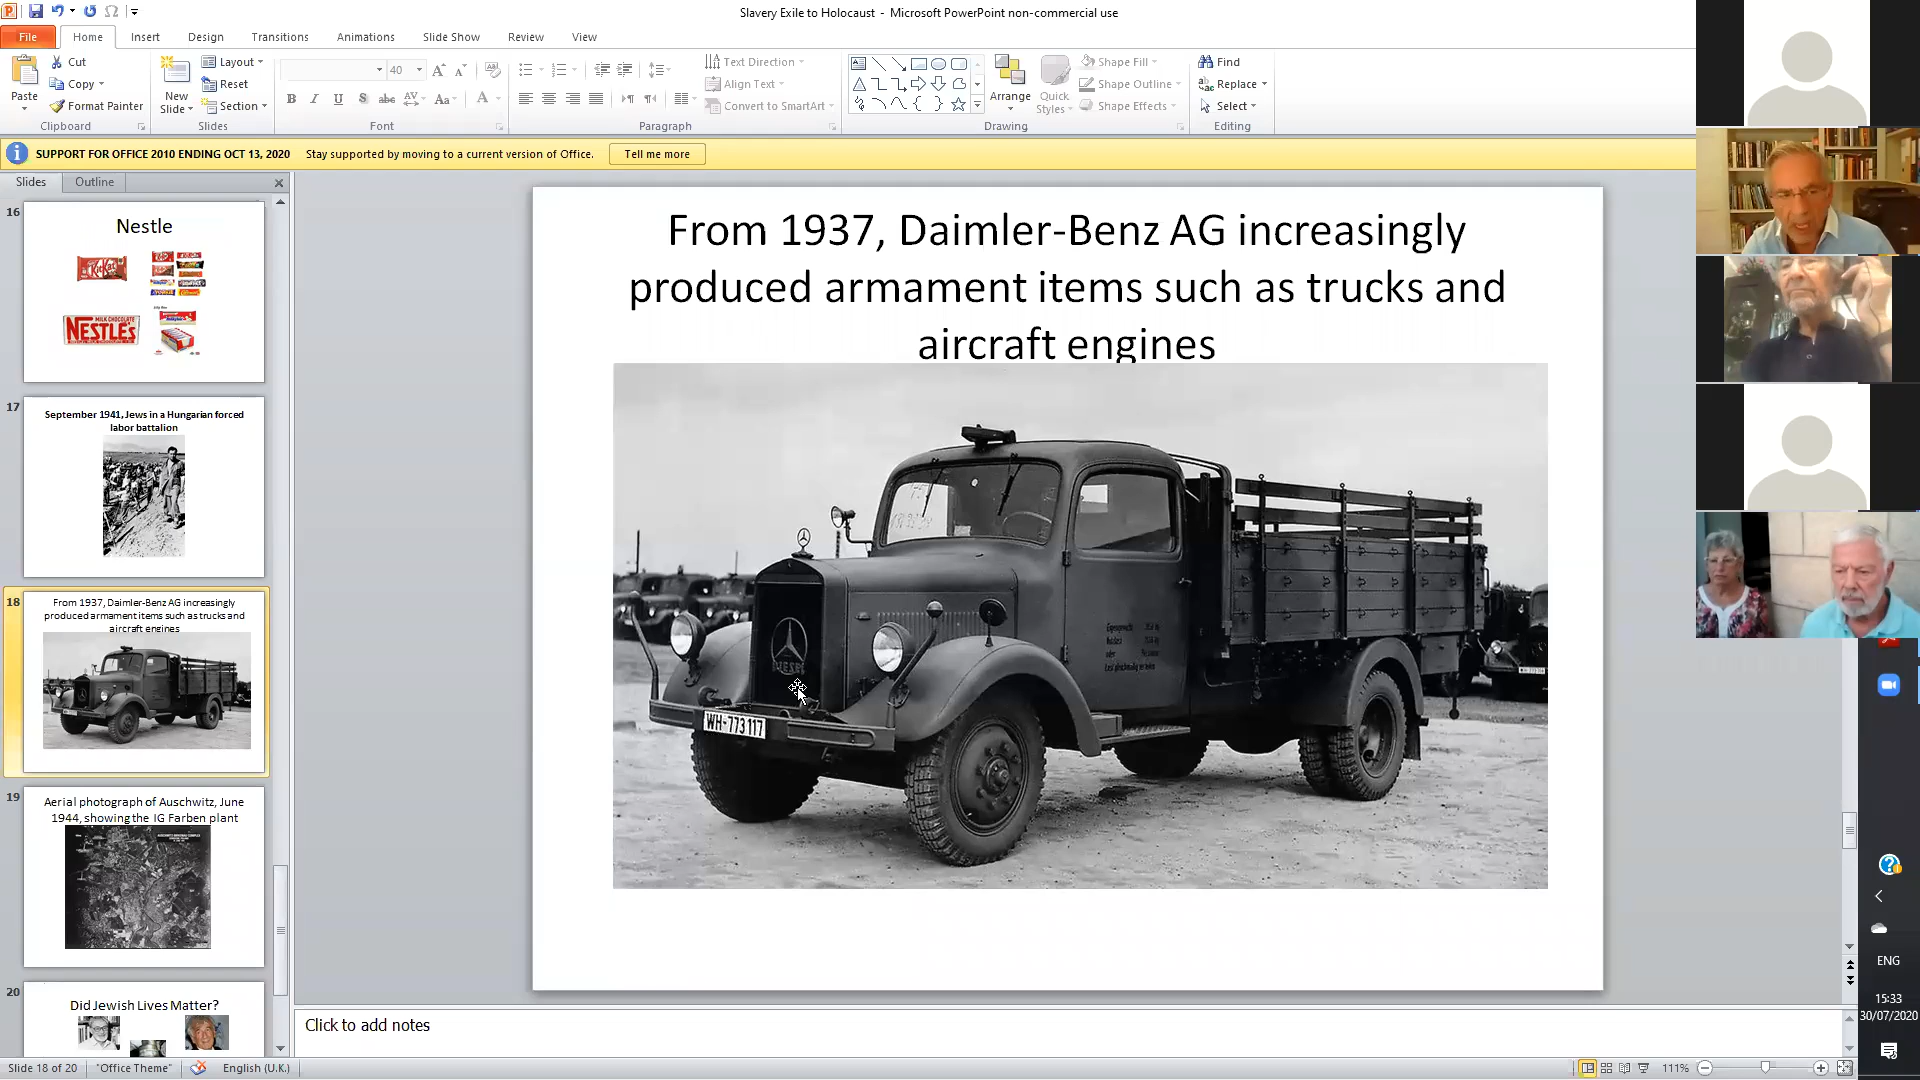 Slavery Exile to Holocaust - Microsoft PowerPoint non-commercial use
File Home Insert Design Transitions Animations Slide Show Review View
Paste
Cut
Copy
Format Painter
Clipboard
New Slide
Layout
Reset
Section
Slides
40
B I U S abc AV Aa A
Font
Text Direction
Align Text
Convert to SmartArt
Paragraph
Arrange
Quick Styles
Shape Fill
Shape Outline
Shape Effects
Drawing
Find
Replace
Select
Editing
SUPPORT FOR OFFICE 2010 ENDING OCT 13, 2020 Stay supported by moving to a current version of Office. Tell me more
Slides Outline
16
Nestle
KitKat
MILK CHOCOLATE
NESTLE'S
17
September 1941, Jews in a Hungarian forced
labor battalion
18
From 1937, Daimler-Benz AG increasingly
produced armament items such as trucks and
aircraft engines
19
Aerial photograph of Auschwitz, June
1944, showing the IG Farben plant
20
Did Jewish Lives Matter?
From 1937, Daimler-Benz AG increasingly
produced armament items such as trucks and
aircraft engines
DIESEL
WH-773117
Click to add notes
Slide 18 of 20 "Office Theme" English (U.K.) 111%
ENG
15:33
30/07/2020